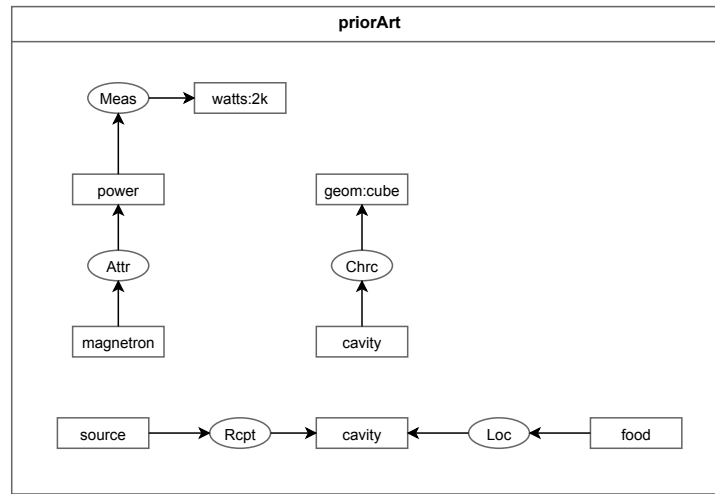 priorArt
Meas
watts:2k
power
geom:cube
Attr
Chrc
magnetron
cavity
source
Rcpt
cavity
Loc
food